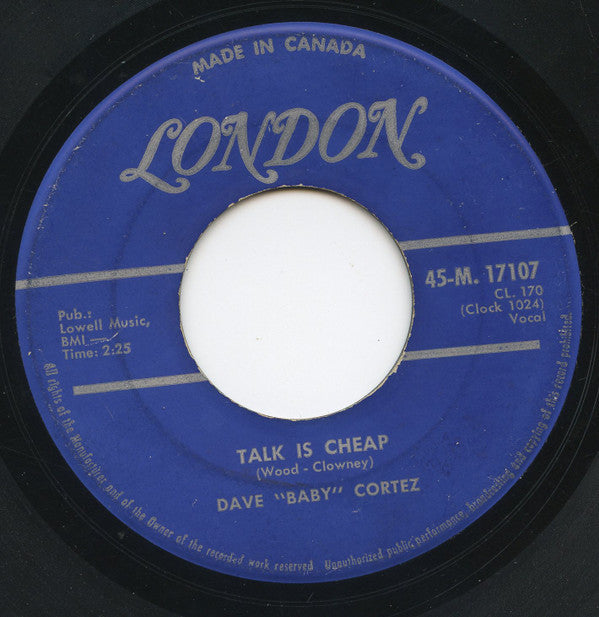 MADE IN CANADA
LONDON
45-M. 17107
CL. 170
(Clock 1024)
Vocal
Pub.:
Lowell Music,
BMI
Time: 2:25
TALK IS CHEAP
(Wood - Clowney)
DAVE "BABY" CORTEZ
All rights of the Manufacturer and of the Owner of the recorded work reserved. Unauthorized public performance, broadcasting and copying of this record prohibited.